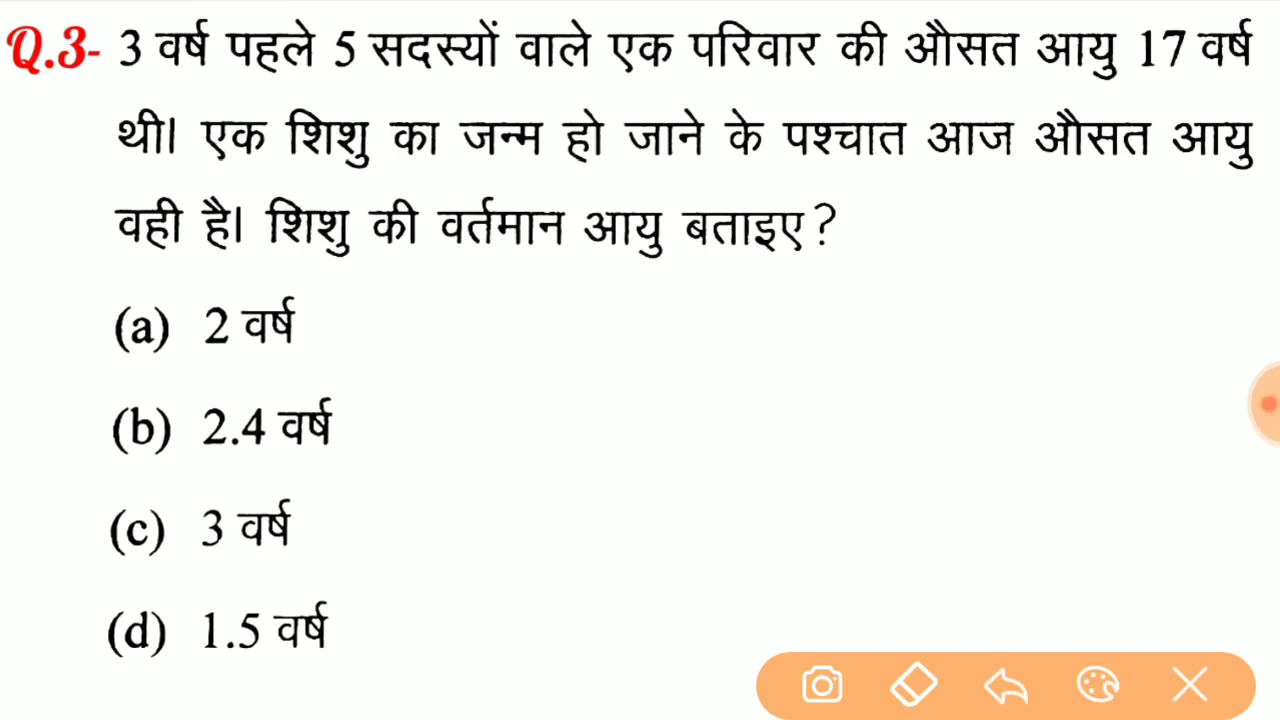 Q.3- 3 वर्ष पहले 5 सदस्यों वाले एक परिवार की औसत आयु 17 वर्ष
थी। एक शिशु का जन्म हो जाने के पश्चात आज औसत आयु
वही है। शिशु की वर्तमान आयु बताइए?
(a) 2 वर्ष
(b) 2.4 वर्ष
(c) 3 वर्ष
(d) 1.5 वर्ष